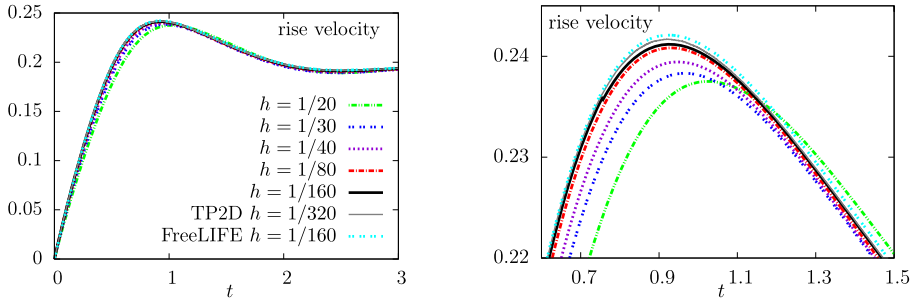 0.25
rise velocity
0.2
0.15
0.1
0.05
0
h = 1/20
h = 1/30
h = 1/40
h = 1/80
h = 1/160
TP2D h = 1/320
FreeLIFE h = 1/160
0
1
2
3
t
rise velocity
0.24
0.23
0.22
0.7
0.9
1.1
1.3
1.5
t